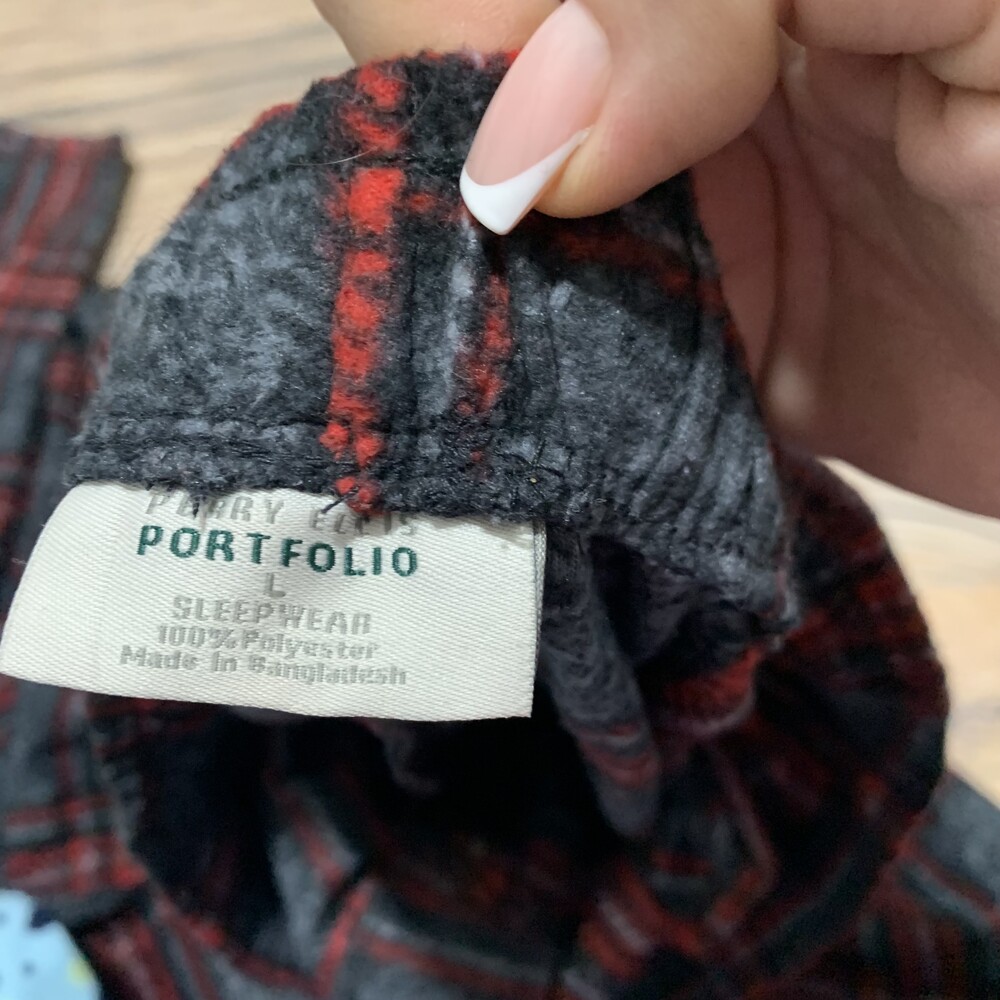 PERRY ELLIS
PORTFOLIO
L
SLEEPWEAR
100% Polyester
Made in Bangladesh